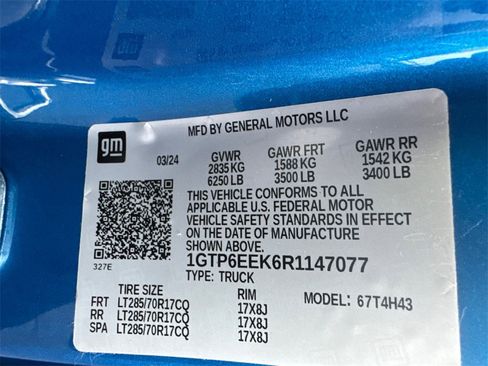 MFD BY GENERAL MOTORS LLC
gm
03/24 GVWR GAWR FRT GAWR RR
2835 KG 1588 KG 1542 KG
6250 LB 3500 LB 3400 LB
THIS VEHICLE CONFORMS TO ALL
APPLICABLE U.S. FEDERAL MOTOR
VEHICLE SAFETY STANDARDS IN EFFECT
ON THE DATE OF MANUFACTURE
SHOWN ABOVE.
327E
1GTP6EEK6R1147077
TYPE: TRUCK
TIRE SIZE RIM MODEL: 67T4H43
FRT LT285/70R17CQ 17X8J
RR LT285/70R17CQ 17X8J
SPA LT285/70R17CQ 17X8J